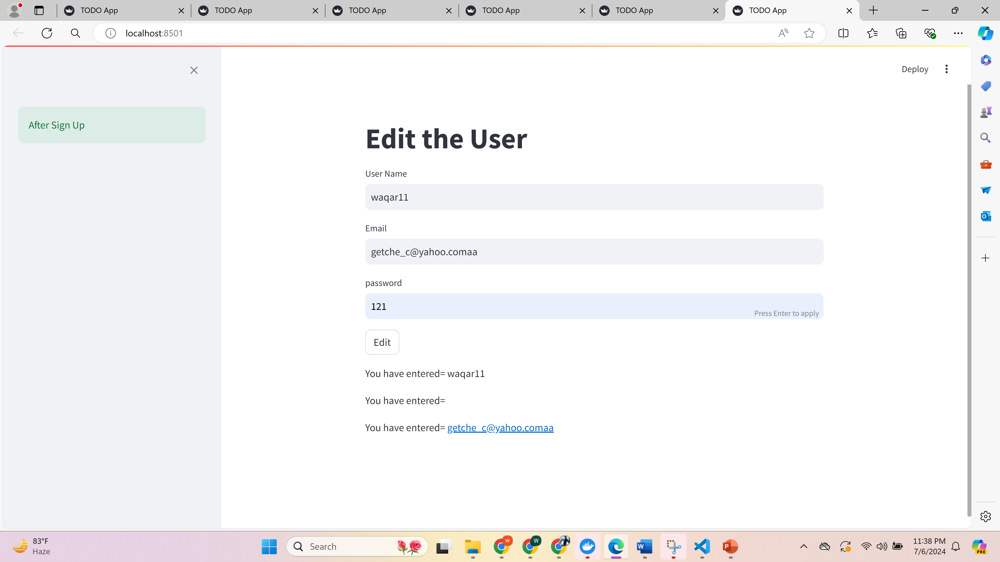 TODO App TODO App TODO App TODO App TODO App TODO App
localhost:8501
Deploy
After Sign Up
Edit the User
User Name
waqar11
Email
getche_c@yahoo.comaa
password
121
Press Enter to apply
Edit
You have entered= waqar11
You have entered=
You have entered= getche_c@yahoo.comaa
83°F
Haze
Search
W
W
W
P
11:38 PM
7/6/2024
PRE